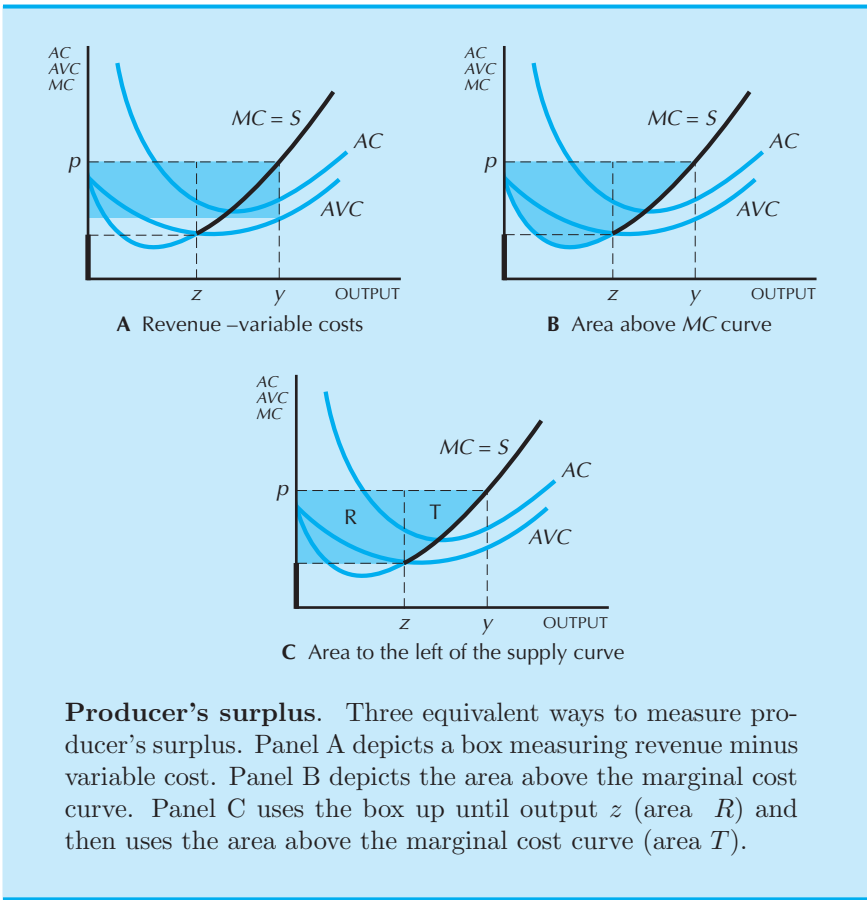 AC
AVC
MC
MC = S
AC
p
AVC
z
y
OUTPUT
A Revenue –variable costs
AC
AVC
MC
MC = S
AC
p
AVC
z
y
OUTPUT
B Area above MC curve
AC
AVC
MC
MC = S
AC
p
R
T
AVC
z
y
OUTPUT
C Area to the left of the supply curve
Producer's surplus. Three equivalent ways to measure pro-
ducer's surplus. Panel A depicts a box measuring revenue minus
variable cost. Panel B depicts the area above the marginal cost
curve. Panel C uses the box up until output z (area R) and
then uses the area above the marginal cost curve (area T).